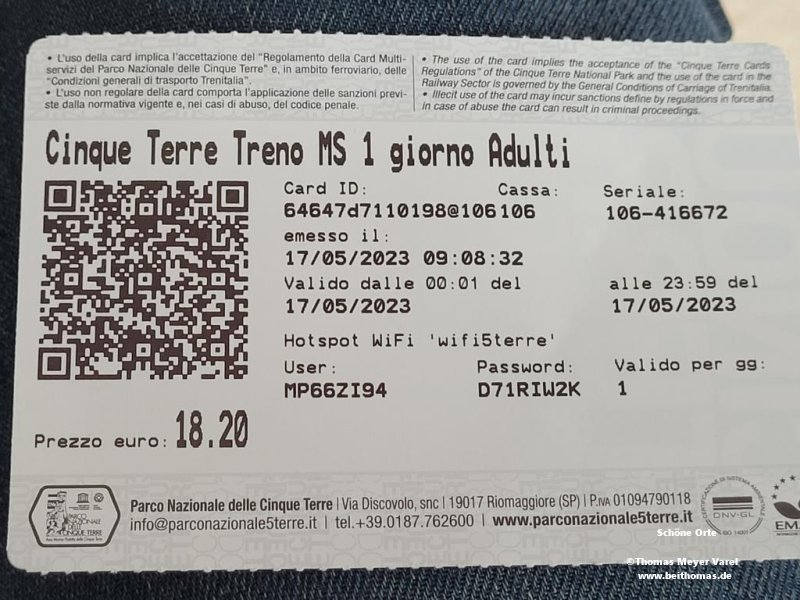 • L'uso della card implica l'accettazione del "Regolamento della Card Multi-
servizi del Parco Nazionale delle Cinque Terre" e, in ambito ferroviario, delle
"Condizioni generali di trasporto Trenitalia".
• L'uso non regolare della card comporta l'applicazione delle sanzioni previ-
ste dalla normativa vigente e, nei casi di abuso, del codice penale.
• The use of the card implies the acceptance of the "Cinque Terre Cards
Regulations" of the Cinque Terre National Park and the use of the card in the
Railway Sector is governed by the General Conditions of Carriage of Trenitalia.
• Illecit use of the card may incur sanctions define by regulations in force and
in case of abuse the card can result in criminal proceedings.
Cinque Terre Treno MS 1 giorno Adulti
Card ID: Cassa: Seriale:
64647d7110198@106 106 106-416672
emesso il:
17/05/2023 09:08:32
Valido dalle 00:01 del alle 23:59 del
17/05/2023 17/05/2023
Hotspot WiFi 'wifi5terre'
User: Password: Valido per gg:
MP66ZI94 D71RIW2K 1
Prezzo euro: 18.20
PARCO
NAZIONALE
DELLE
CINQUE TERRE
Parco Nazionale delle Cinque Terre | Via Discovolo, snc | 19017 Riomaggiore (SP) | P.IVA 01094790118
info@parconazionale5terre.it | tel.+39.0187.762600 | www.parconazionale5terre.it
DNV·GL
ISO 14001
Schöne Orte
©Thomas Meyer Varel
www.beithomas.de